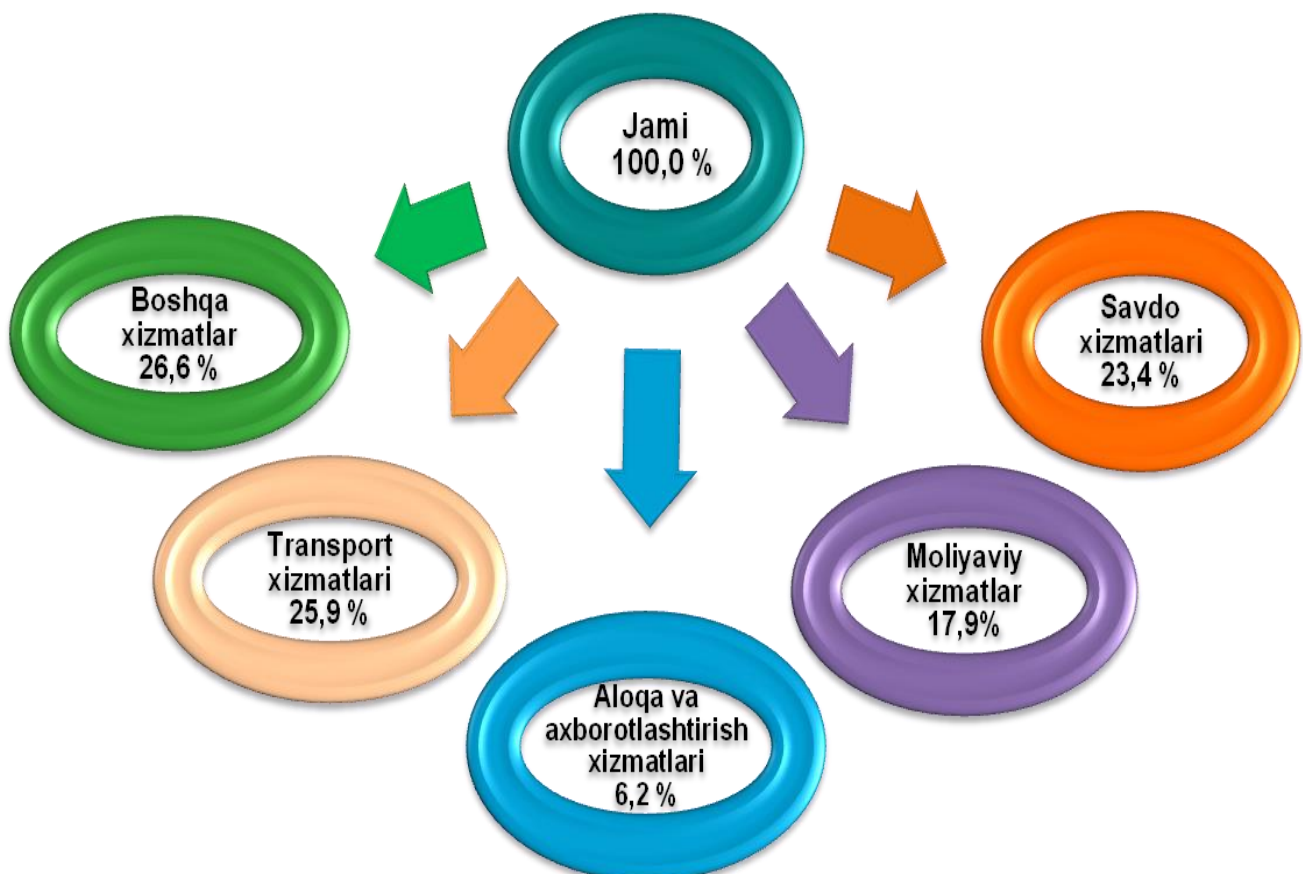 Jami
100,0 %
Boshqa
xizmatlar
26,6 %
Savdo
xizmatlari
23,4 %
Transport
xizmatlari
25,9 %
Moliyaviy
xizmatlar
17,9%
Aloqa va
axborotlashtirish
xizmatlari
6,2 %